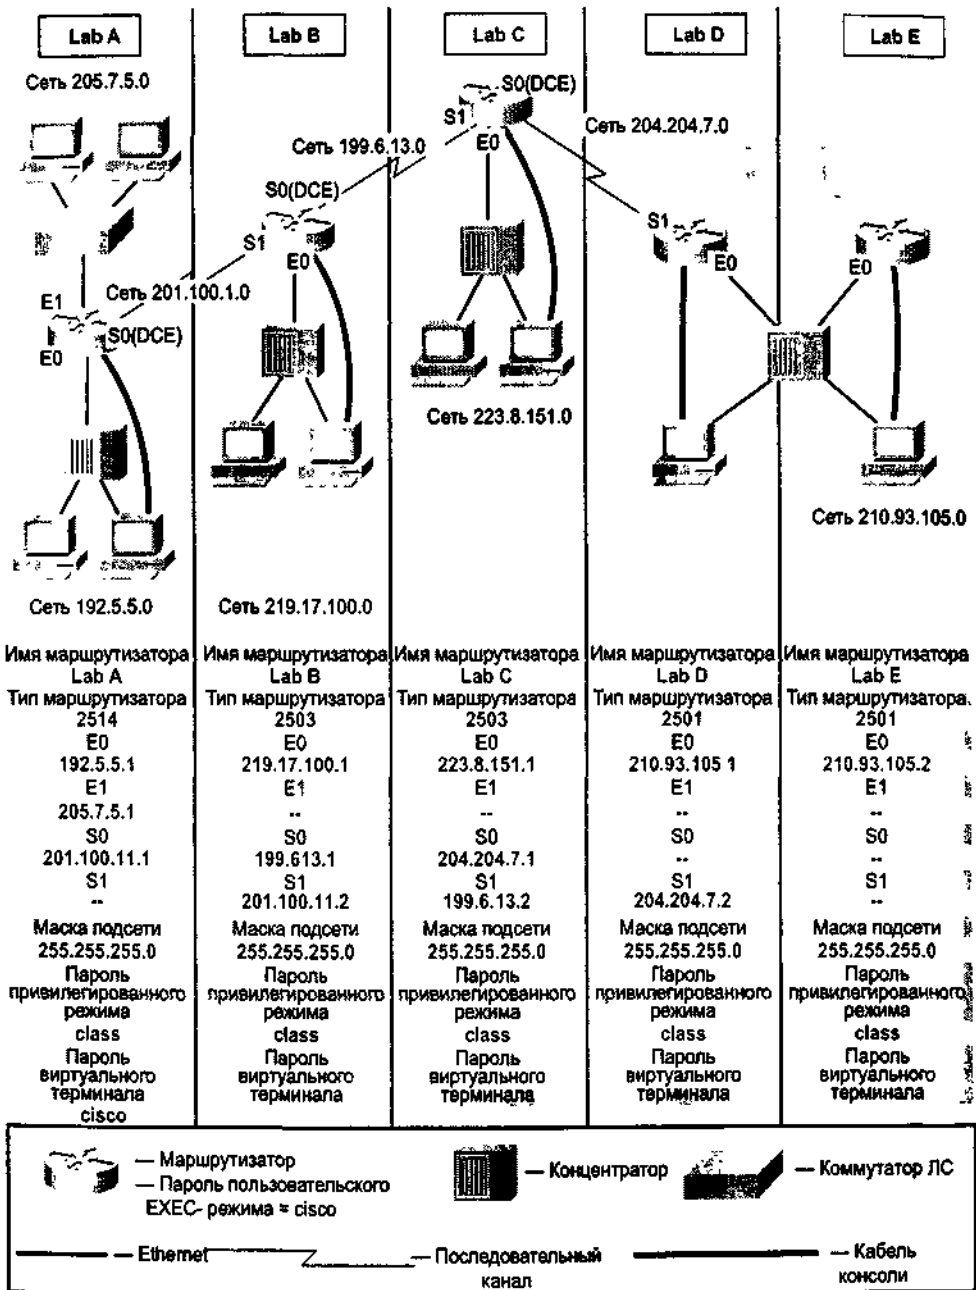 Lab A
Lab B
Lab C
Lab D
Lab E
Сеть 205.7.5.0
S0(DCE)
S1
E0
Сеть 204.204.7.0
Сеть 199.6.13.0
S0(DCE)
S1
E0
S1
E0
E0
E1
Сеть 201.100.1.0
S0(DCE)
E0
Сеть 223.8.151.0
Сеть 210.93.105.0
Сеть 192.5.5.0
Сеть 219.17.100.0
Имя маршрутизатора
Lab A
Тип маршрутизатора
2514
E0
192.5.5.1
E1
205.7.5.1
S0
201.100.11.1
S1
--
Маска подсети
255.255.255.0
Пароль
привилегированного
режима
class
Пароль
виртуального
терминала
cisco
Имя маршрутизатора
Lab B
Тип маршрутизатора
2503
E0
219.17.100.1
E1
--
S0
199.613.1
S1
201.100.11.2
Маска подсети
255.255.255.0
Пароль
привилегированного
режима
class
Пароль
виртуального
терминала
Имя маршрутизатора
Lab C
Тип маршрутизатора
2503
E0
223.8.151.1
E1
--
S0
204.204.7.1
S1
199.6.13.2
Маска подсети
255.255.255.0
Пароль
привилегированного
режима
class
Пароль
виртуального
терминала
Имя маршрутизатора
Lab D
Тип маршрутизатора
2501
E0
210.93.105 1
E1
--
S0
--
S1
204.204.7.2
Маска подсети
255.255.255.0
Пароль
привилегированного
режима
class
Пароль
виртуального
терминала
Имя маршрутизатора
Lab E
Тип маршрутизатора.
2501
E0
210.93.105.2
E1
--
S0
--
S1
--
Маска подсети
255.255.255.0
Пароль
привилегированного
режима
class
Пароль
виртуального
терминала
— Маршрутизатор
— Пароль пользовательского
EXEC- режима = cisco
— Концентратор
— Коммутатор ЛС
— Ethernet
— Последовательный
канал
— Кабель
консоли